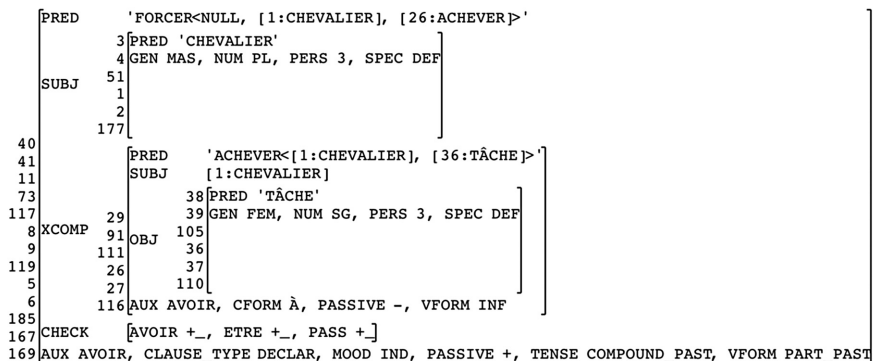 PRED 'FORCER<NULL, [1:CHEVALIER], [26:ACHEVER]>'
3 PRED 'CHEVALIER'
4 GEN MAS, NUM PL, PERS 3, SPEC DEF
51
SUBJ
1
2
177
40
PRED 'ACHEVER<[1:CHEVALIER], [36:TÂCHE]>'
41
11
SUBJ [1:CHEVALIER]
73
38 PRED 'TÂCHE'
117
29
39 GEN FEM, NUM SG, PERS 3, SPEC DEF
8 XCOMP
91
105
9
111
OBJ
36
119
26
37
5
27
110
6
116 AUX AVOIR, CFORM À, PASSIVE -, VFORM INF
185
167
CHECK [AVOIR +_, ETRE +_, PASS +_]
169 AUX AVOIR, CLAUSE TYPE DECLAR, MOOD IND, PASSIVE +, TENSE COMPOUND PAST, VFORM PART PAST